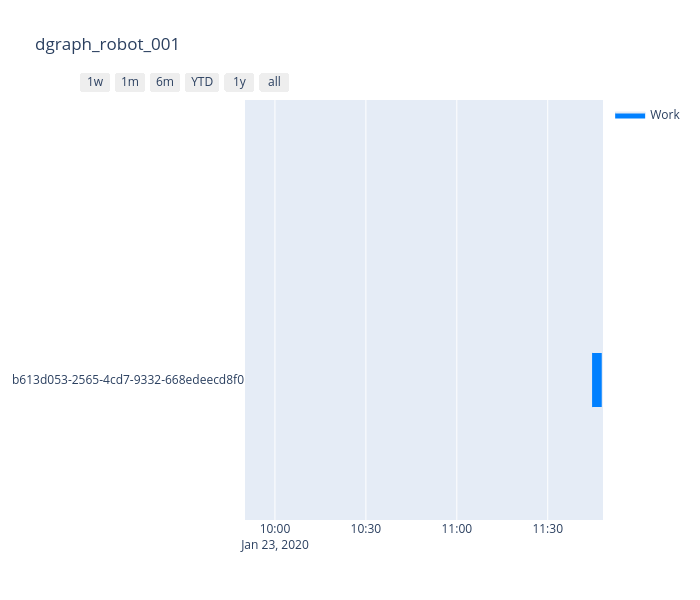 dgraph_robot_001
1w 1m 6m YTD 1y all
Work
b613d053-2565-4cd7-9332-668edeecd8f0
10:00 10:30 11:00 11:30
Jan 23, 2020